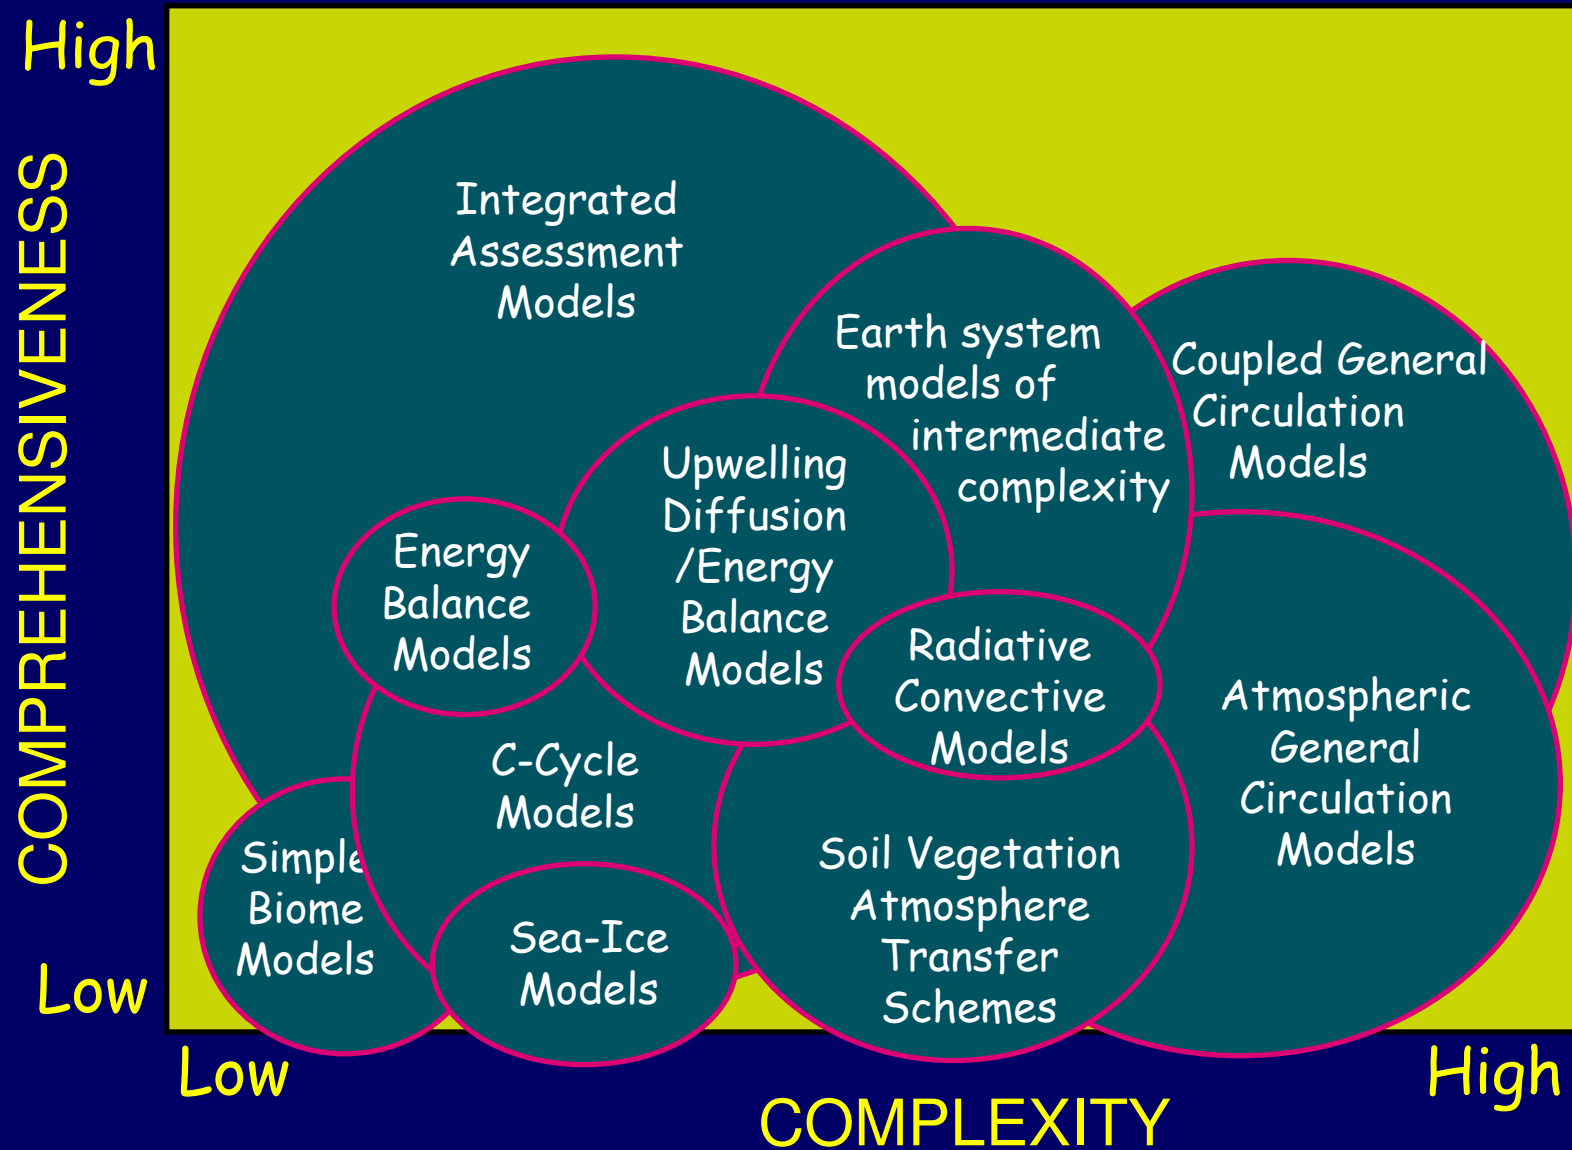 High
COMPREHENSIVENESS
Integrated
Assessment
Models
Earth system
models of
intermediate
complexity
Coupled General
Circulation
Models
Upwelling
Diffusion
/Energy
Balance
Models
Energy
Balance
Models
Radiative
Convective
Models
Atmospheric
General
Circulation
Models
C-Cycle
Models
Simple
Biome
Models
Sea-Ice
Models
Soil Vegetation
Atmosphere
Transfer
Schemes
Low
Low
High
COMPLEXITY